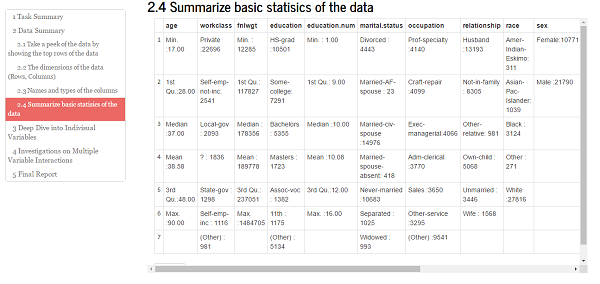 1 Task Summary
2 Data Summary
2.1 Take a peek of the data by
showing the top rows of the data
2.2 The dimensions of the data
(Rows, Columns)
2.3 Names and types of the columns
2.4 Summarize basic statisics of the
data
3 Deep Dive into Indivisual
Variables
4 Investigations on Multiple
Variable Interactions
5 Final Report
2.4 Summarize basic statisics of the data
age workclass fnlwgt education education.num marital.status occupation relationship race sex
1 Min. Private Min. : HS-grad Min. : 1.00 Divorced : Prof-specialty Husband Amer- Female:10771
:17.00 :22696 12285 :10501 4443 :4140 :13193 Indian-
Eskimo:
311
2 1st Self-emp- 1st Qu.: Some- 1st Qu.: 9.00 Married-AF- Craft-repair Not-in-family Asian- Male :21790
Qu.:28.00 not-inc: 117827 college: spouse : 23 :4099 : 8305 Pac-
2541 7291 Islander:
1039
3 Median Local-gov Median : Bachelors Median :10.00 Married-civ- Exec- Other- Black :
:37.00 : 2093 178356 : 5355 spouse managerial:4066 relative: 981 3124
:14976
4 Mean ? : 1836 Mean : Masters : Mean :10.08 Married- Adm-clerical Own-child : Other :
:38.58 189778 1723 spouse- :3770 5068 271
absent: 418
5 3rd State-gov 3rd Qu.: Assoc-voc 3rd Qu.:12.00 Never-married Sales :3650 Unmarried : White
Qu.:48.00 : 1298 237051 : 1382 :10683 3446 :27816
6 Max. Self-emp- Max. 11th : Max. :16.00 Separated : Other-service Wife : 1568
:90.00 inc : 1116 :1484705 1175 1025 :3295
7 (Other) : (Other) : Widowed : (Other) :9541
981 5134 993